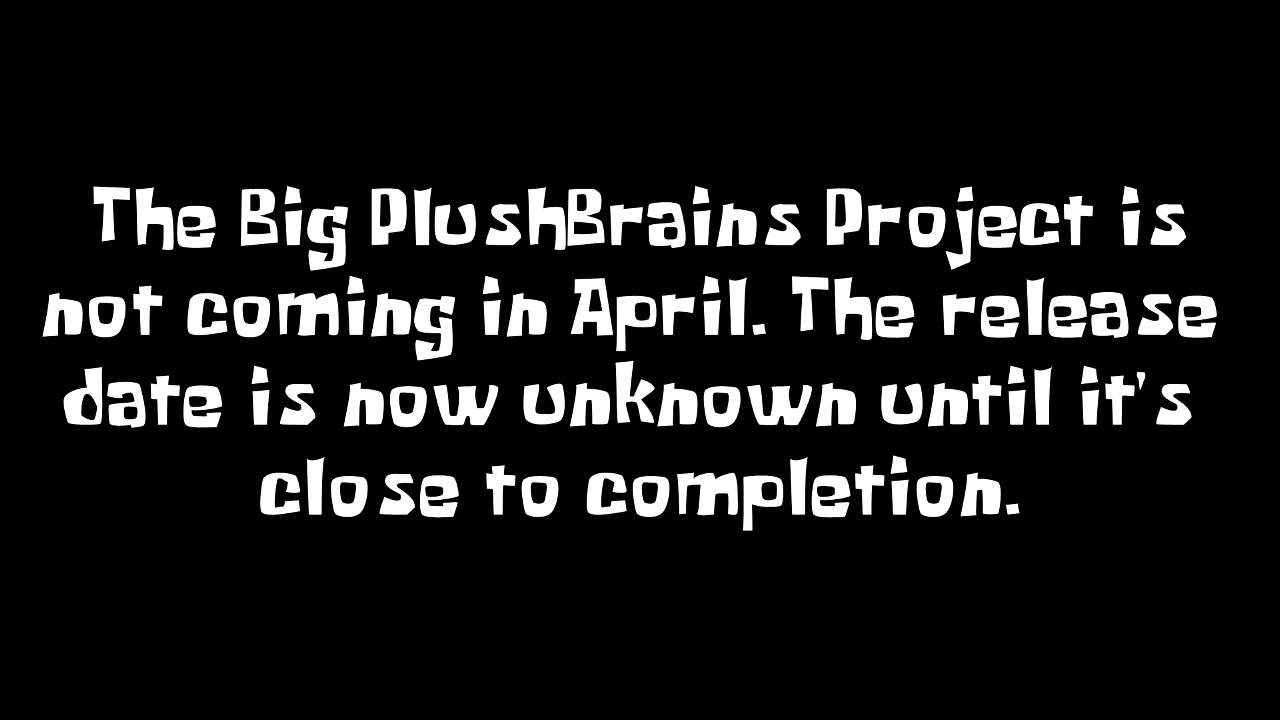 The Big PlushBrains Project is
not coming in April. The release
date is now unknown until it's
close to completion.